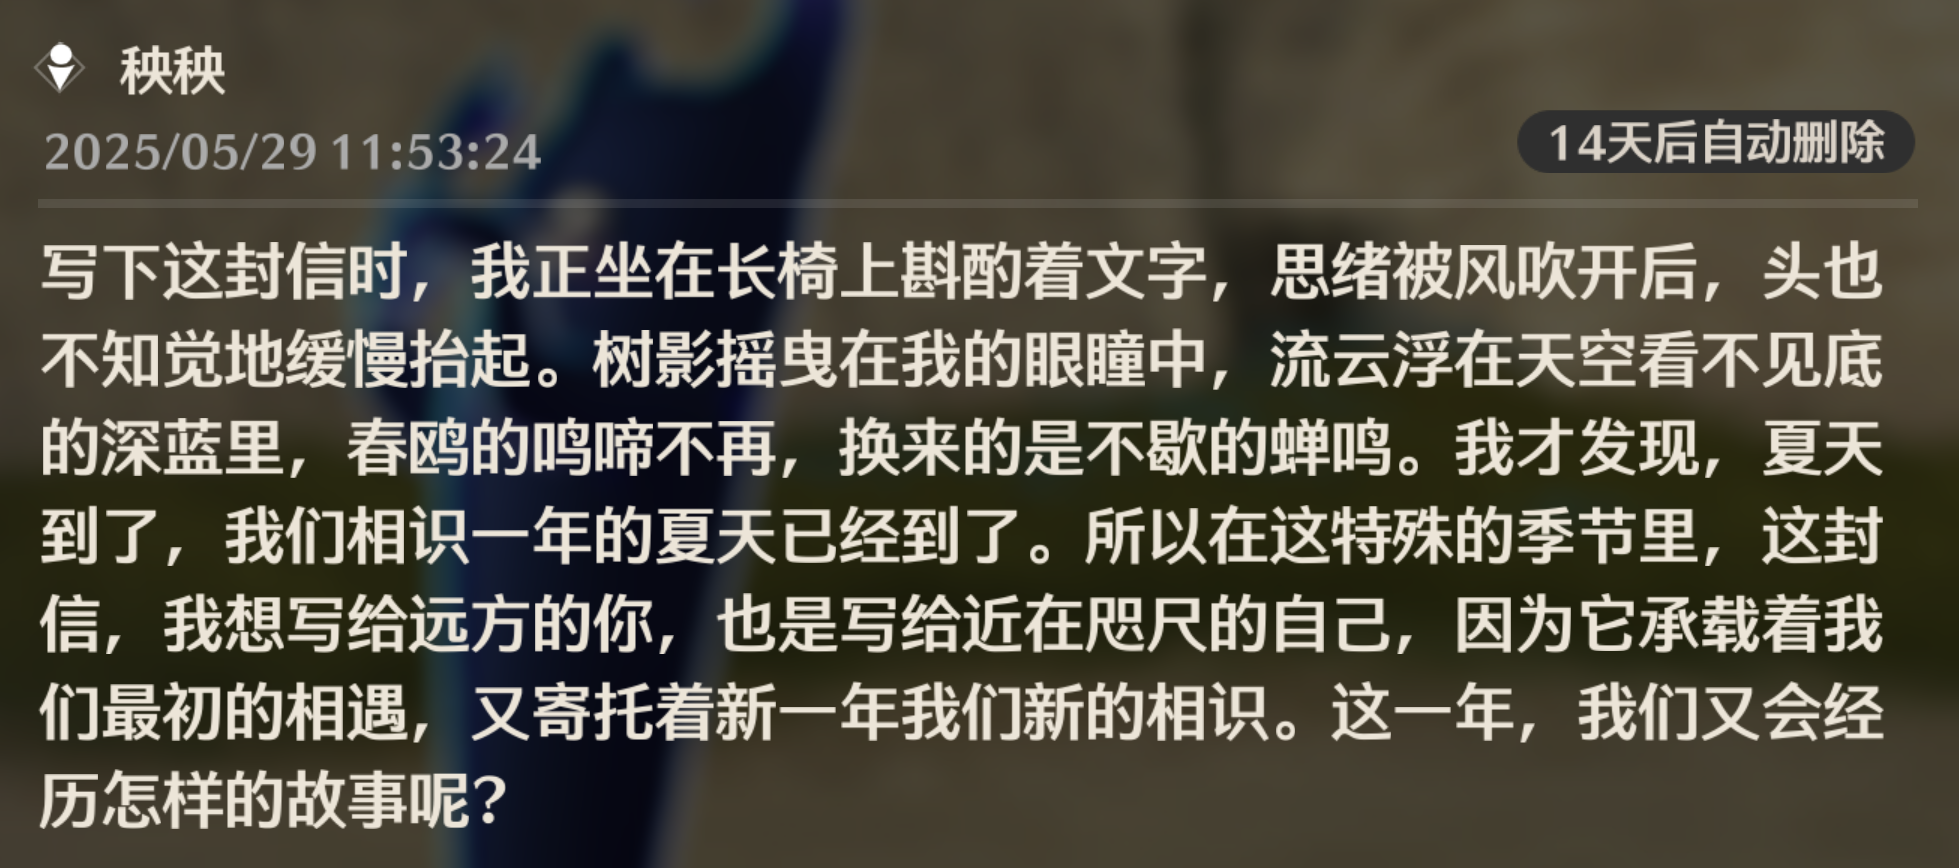 秧秧
2025/05/29 11:53:24
14天后自动删除
写下这封信时，我正坐在长椅上斟酌着文字，思绪被风吹开后，头也
不知觉地缓慢抬起。树影摇曳在我的眼瞳中，流云浮在天空看不见底
的深蓝里，春鸥的鸣啼不再，换来的是不歇的蝉鸣。我才发现，夏天
到了，我们相识一年的夏天已经到了。所以在这特殊的季节里，这封
信，我想写给远方的你，也是写给近在咫尺的自己，因为它承载着我
们最初的相遇，又寄托着新一年我们新的相识。这一年，我们又会经
历怎样的故事呢？